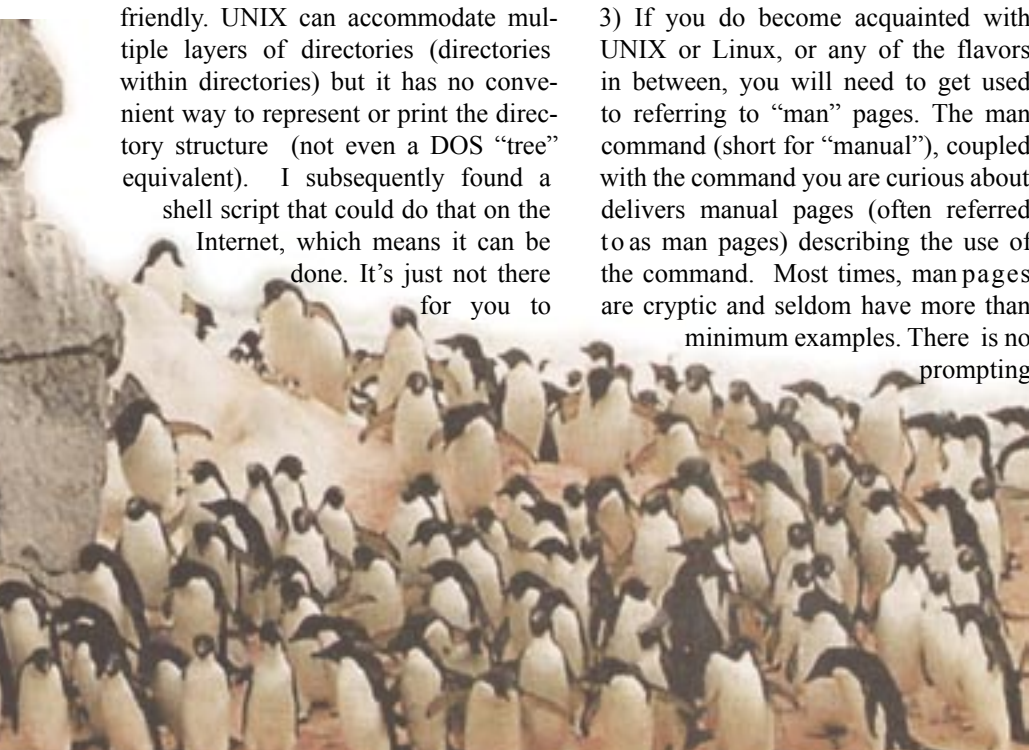 friendly. UNIX can accommodate mul-
tiple layers of directories (directories
within directories) but it has no conve-
nient way to represent or print the direc-
tory structure (not even a DOS “tree”
equivalent). I subsequently found a
shell script that could do that on the
Internet, which means it can be
done. It’s just not there
for you to
3) If you do become acquainted with
UNIX or Linux, or any of the flavors
in between, you will need to get used
to referring to “man” pages. The man
command (short for “manual”), coupled
with the command you are curious about
delivers manual pages (often referred
to as man pages) describing the use of
the command. Most times, man pages
are cryptic and seldom have more than
minimum examples. There is no
prompting